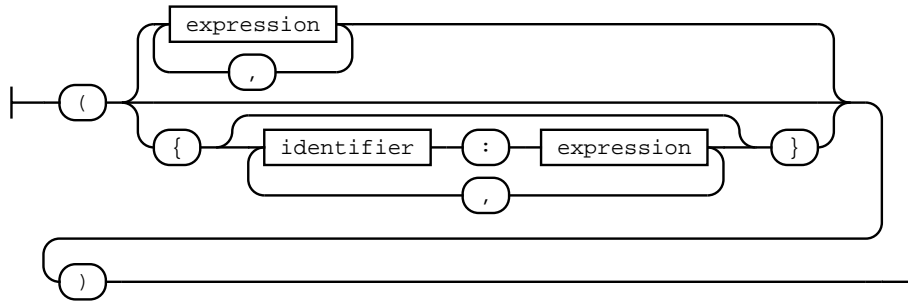 expression
,
(
{ identifier : expression }
,
)